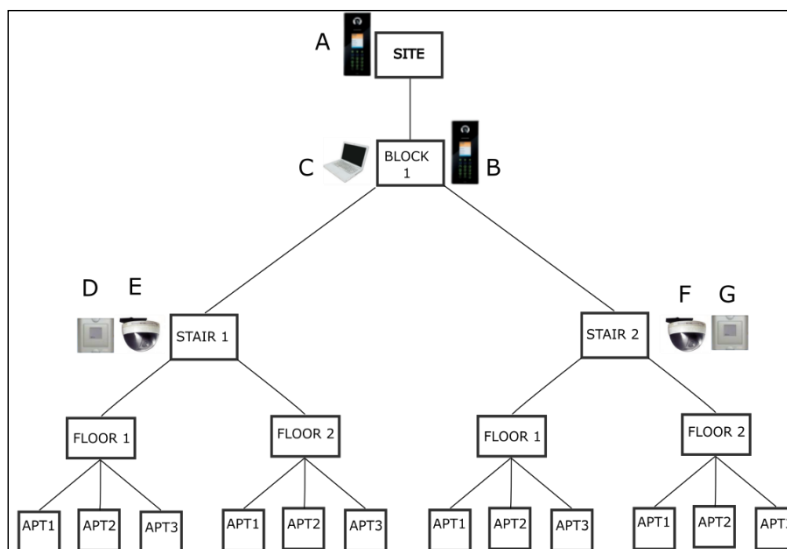 A
SITE
C
BLOCK
1
B
D
E
STAIR 1
F
G
STAIR 2
FLOOR 1
FLOOR 2
FLOOR 1
FLOOR 2
APT1
APT2
APT3
APT1
APT2
APT3
APT1
APT2
APT3
APT1
APT2
APT3